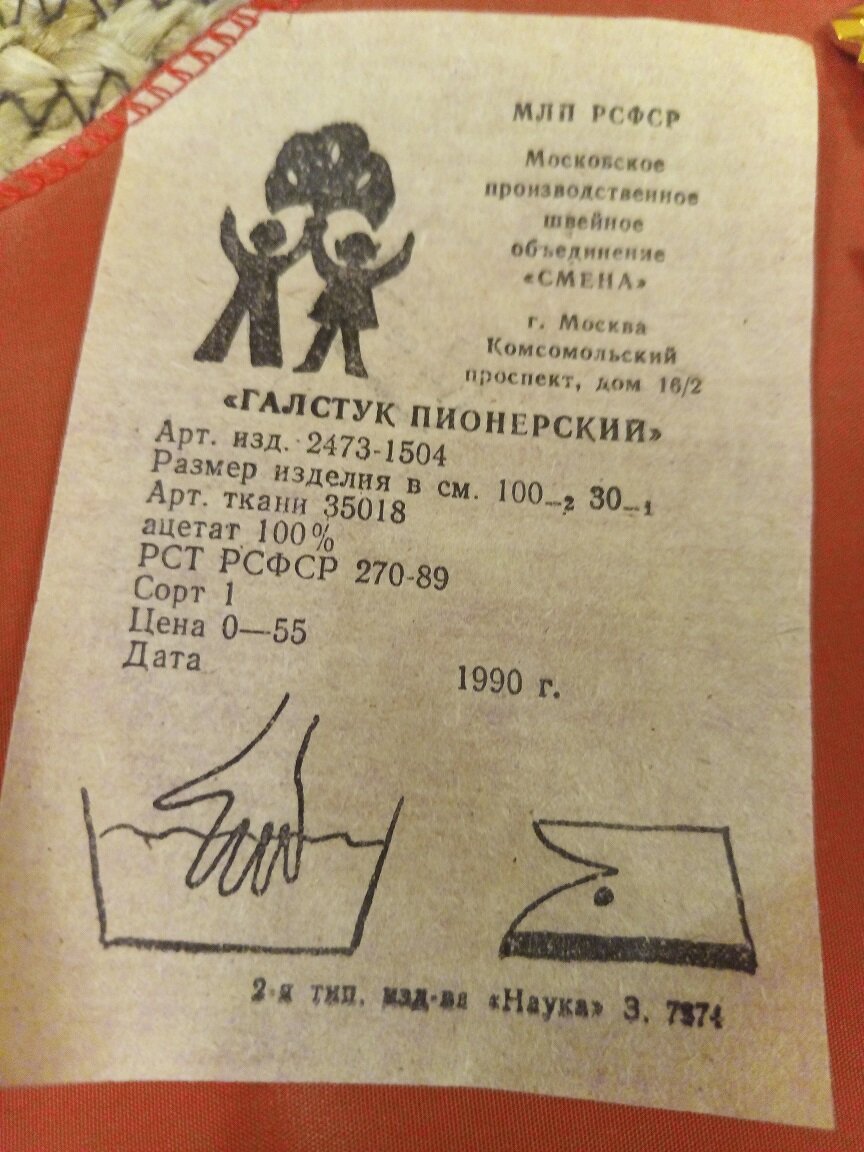 МЛП РСФСР
Московское
производственное
швейное
объединение
«СМЕНА»
г. Москва
Комсомольский
проспект, дом 16/2
«ГАЛСТУК ПИОНЕРСКИЙ»
Арт. изд. 2473-1504
Размер изделия в см. 100₋₂ 30₋₁
Арт. ткани 35018
ацетат 100%
РСТ РСФСР 270-89
Сорт 1
Цена 0—55
Дата 1990 г.
2-я тип. изд-ва «Наука» З.